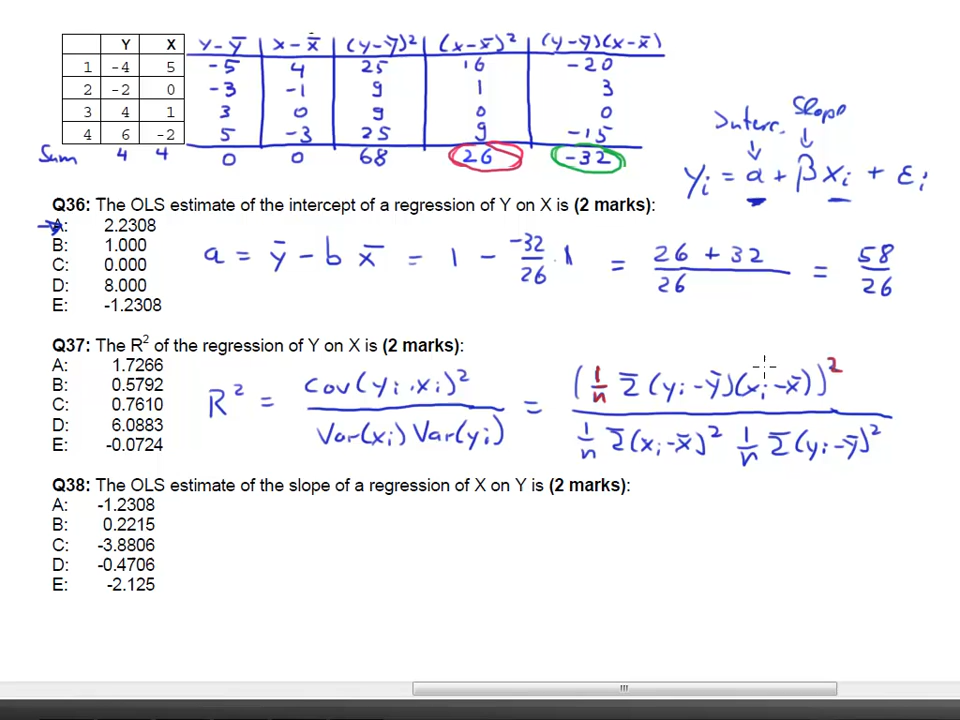 Y X y - ȳ x - x̄ (y-ȳ)² (x-x̄)² (y-ȳ)(x-x̄)
1 -4 5 -5 4 25 16 -20
2 -2 0 -3 -1 9 1 3
3 4 1 3 0 9 0 0
4 6 -2 5 -3 25 9 -15
Sum 4 4 0 0 68 26 -32
Interc. Slope
yᵢ = a + β xᵢ + εᵢ
Q36: The OLS estimate of the intercept of a regression of Y on X is (2 marks):
A: 2.2308
B: 1.000
C: 0.000
D: 8.000
E: -1.2308
a = ȳ - b x̄ = 1 - -32/26 · 1 = 26 + 32 / 26 = 58/26
Q37: The R² of the regression of Y on X is (2 marks):
A: 1.7266
B: 0.5792
C: 0.7610
D: 6.0883
E: -0.0724
R² = Cov(yᵢ, xᵢ)² / Var(xᵢ) Var(yᵢ) = (1/n Σ (yᵢ-ȳ)(xᵢ-x̄))² / 1/n Σ(xᵢ-x̄)² 1/n Σ(yᵢ-ȳ)²
Q38: The OLS estimate of the slope of a regression of X on Y is (2 marks):
A: -1.2308
B: 0.2215
C: -3.8806
D: -0.4706
E: -2.125